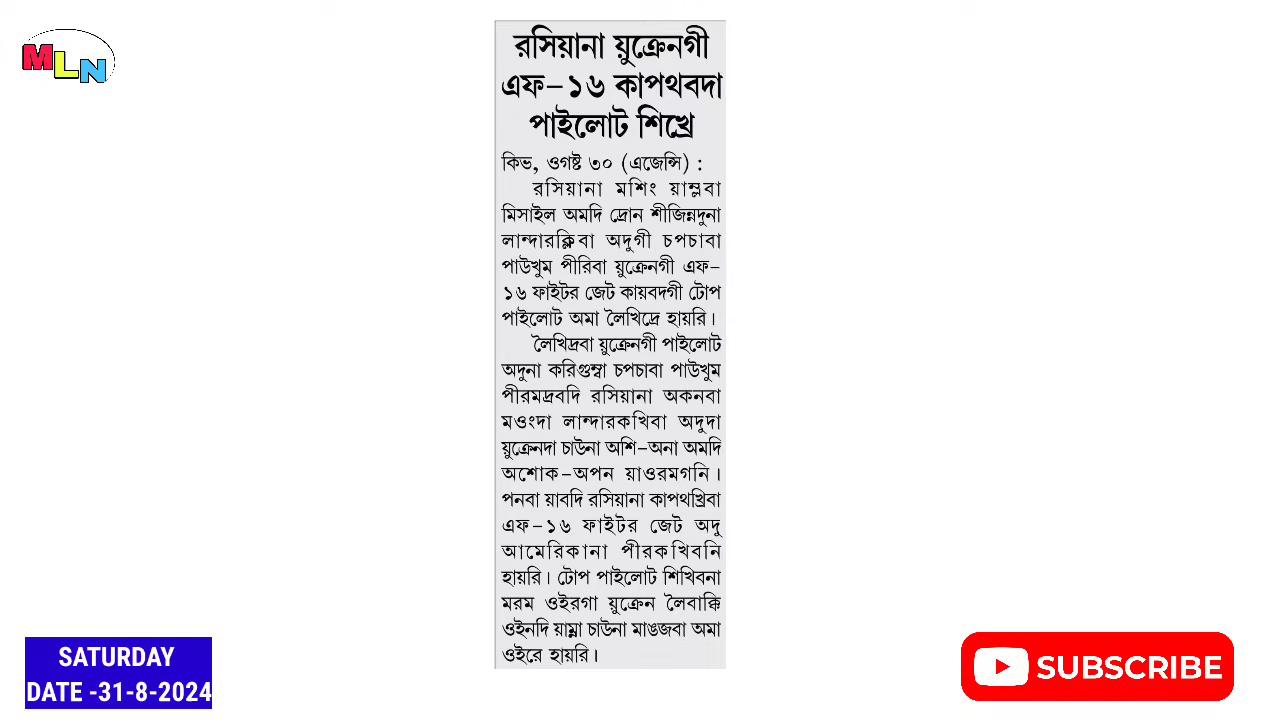 MLN
রসিয়ানা য়ুক্রেনগী
এফ-১৬ কাপথবদা
পাইলোট শিখ্রে
কিভ, ওগষ্ট ৩০ (এজেন্সি) :
রসিয়ানা মশিং য়াম্লবা
মিসাইল অমদি দ্রোন শীজিন্নদুনা
লান্দারক্লিবা অদুগী চপচাবা
পাউখুম পীরিবা য়ুক্রেনগী এফ-
১৬ ফাইটর জেট কায়বদগী টোপ
পাইলোট অমা লৈখিদ্রে হায়রি।
লৈখিদ্রবা য়ুক্রেনগী পাইলোট
অদুনা করিগুম্বা চপচাবা পাউখুম
পীরমদ্রবদি রসিয়ানা অকনবা
মওংদা লান্দারকখিবা অদুদা
য়ুক্রেনদা চাউনা অশি-অনা অমদি
অশোক-অপন য়াওরমগনি।
পনবা য়াবদি রসিয়ানা কাপথখ্রিবা
এফ-১৬ ফাইটর জেট অদু
আমেরিকানা পীরকখিবনি
হায়রি। টোপ পাইলোট শিখিবনা
মরম ওইরগা য়ুক্রেন লৈবাক্কি
ওইনদি য়াম্না চাউনা মাঙজবা অমা
ওইরে হায়রি।
SATURDAY
DATE -31-8-2024
SUBSCRIBE